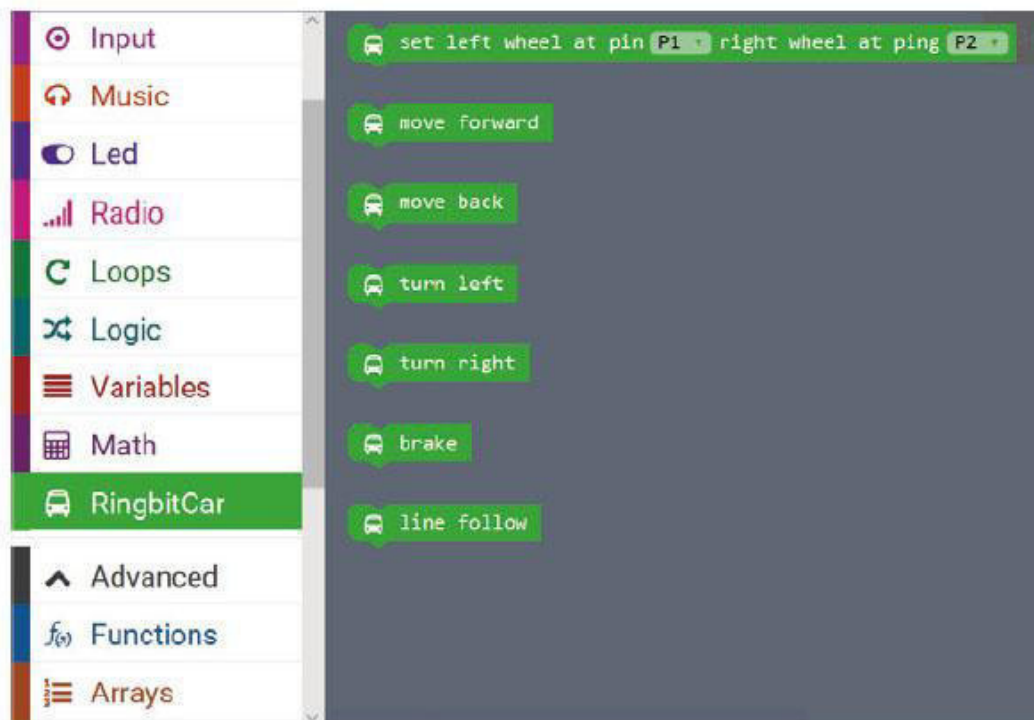 Input
Music
Led
Radio
Loops
Logic
Variables
Math
RingbitCar
Advanced
f(x) Functions
Arrays
set left wheel at pin P1 right wheel at ping P2
move forward
move back
turn left
turn right
brake
line follow